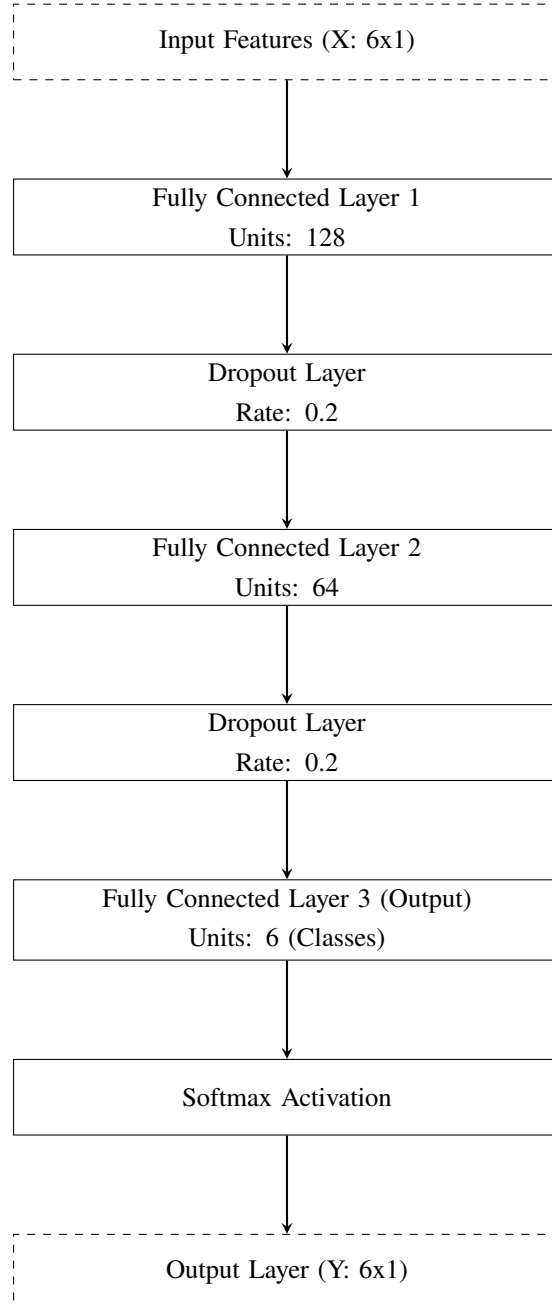 Input Features (X: 6x1)
Fully Connected Layer 1
Units: 128
Dropout Layer
Rate: 0.2
Fully Connected Layer 2
Units: 64
Dropout Layer
Rate: 0.2
Fully Connected Layer 3 (Output)
Units: 6 (Classes)
Softmax Activation
Output Layer (Y: 6x1)